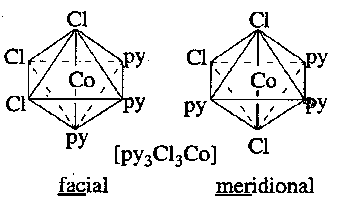 Cl Cl
Cl py Cl py
Co Co
Cl py py py
py Cl
[py3Cl3Co]
facial meridional